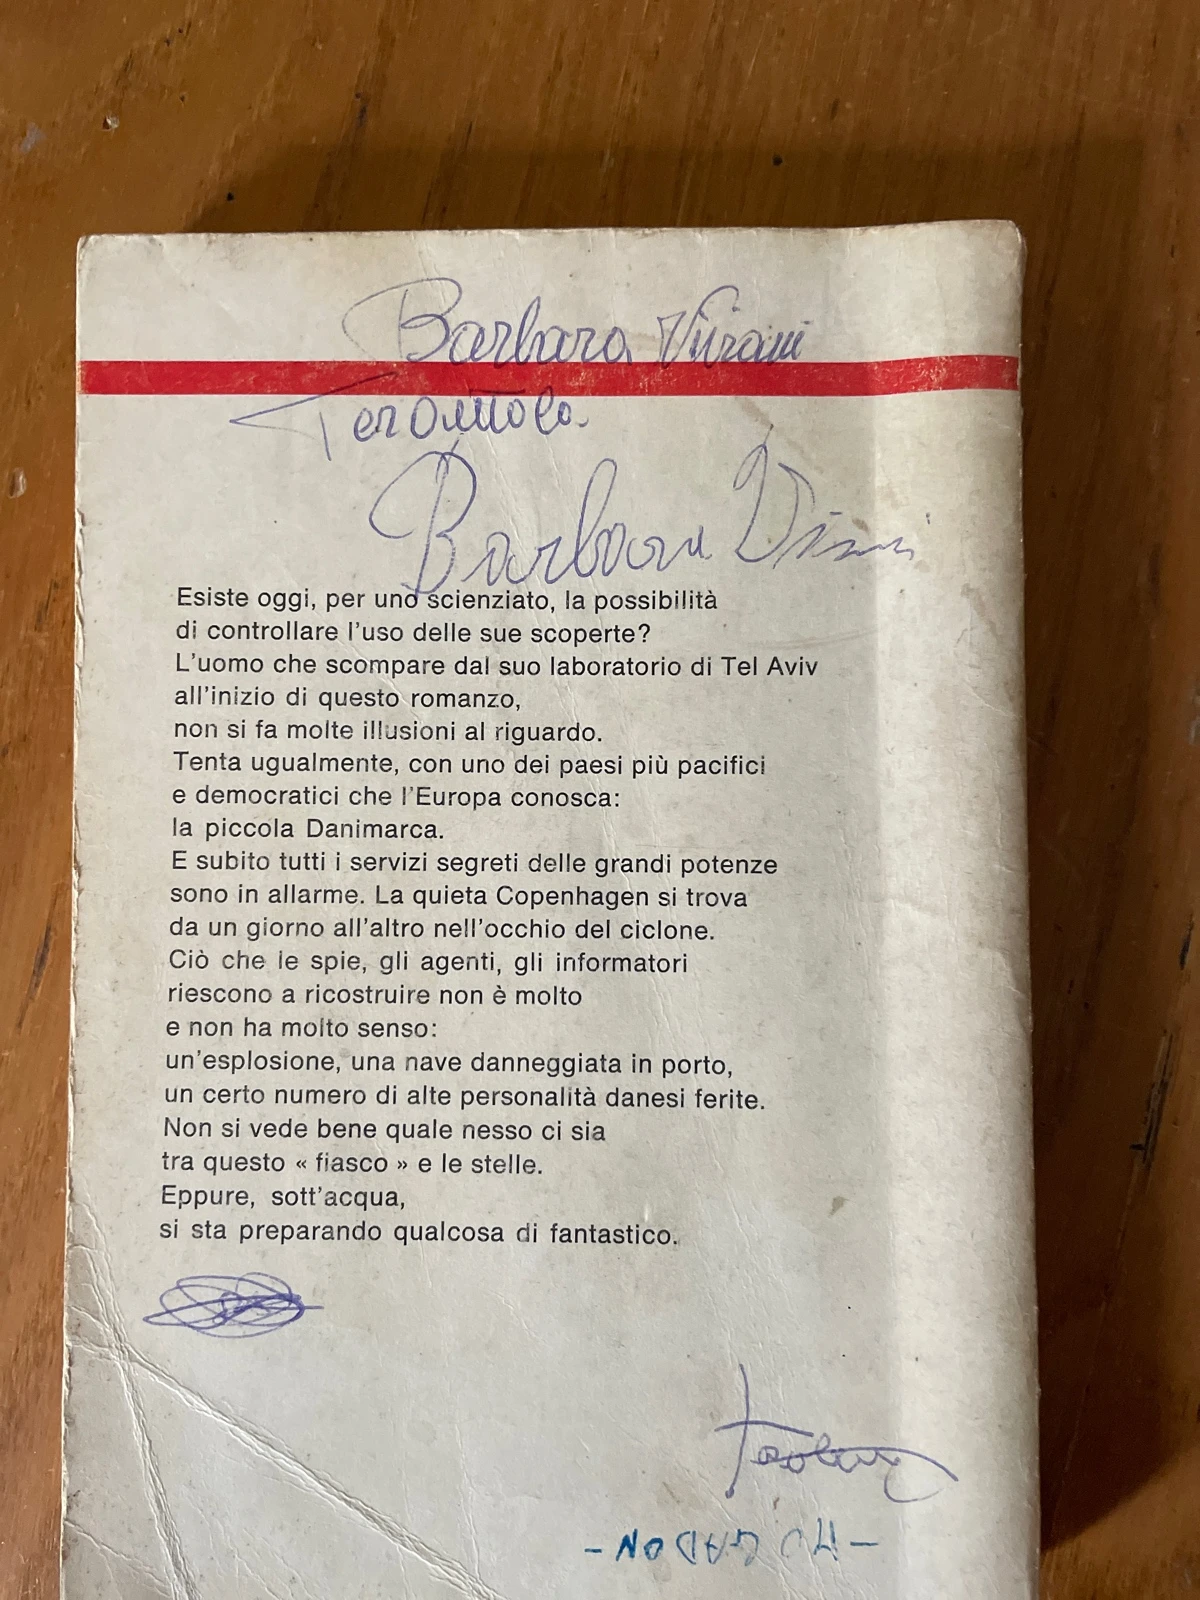 Barbara
Barbara
Esiste oggi, per uno scienziato, la possibilità
di controllare l'uso delle sue scoperte?
L'uomo che scompare dal suo laboratorio di Tel Aviv
all'inizio di questo romanzo,
non si fa molte illusioni al riguardo.
Tenta ugualmente, con uno dei paesi più pacifici
e democratici che l'Europa conosca:
la piccola Danimarca.
E subito tutti i servizi segreti delle grandi potenze
sono in allarme. La quieta Copenhagen si trova
da un giorno all'altro nell'occhio del ciclone.
Ciò che le spie, gli agenti, gli informatori
riescono a ricostruire non è molto
e non ha molto senso:
un'esplosione, una nave danneggiata in porto,
un certo numero di alte personalità danesi ferite.
Non si vede bene quale nesso ci sia
tra questo « fiasco » e le stelle.
Eppure, sott'acqua,
si sta preparando qualcosa di fantastico.